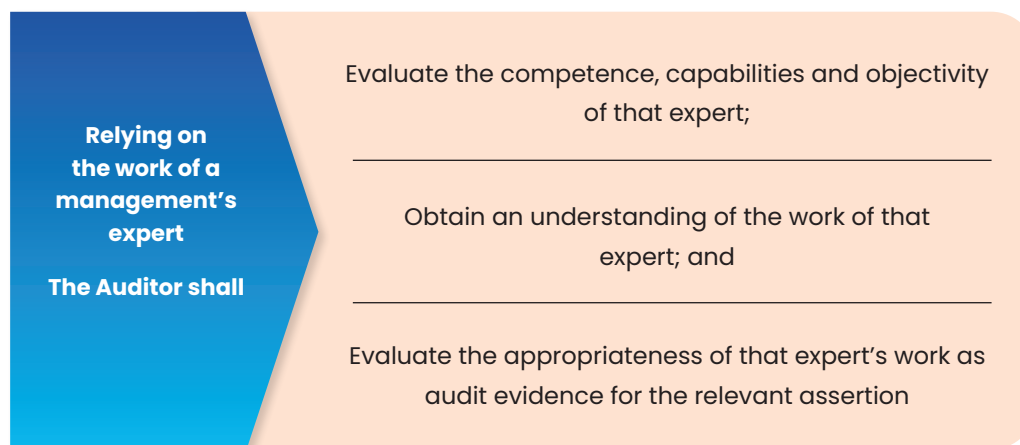 Relying on
the work of a
management's
expert
The Auditor shall
Evaluate the competence, capabilities and objectivity
of that expert;
Obtain an understanding of the work of that
expert; and
Evaluate the appropriateness of that expert's work as
audit evidence for the relevant assertion